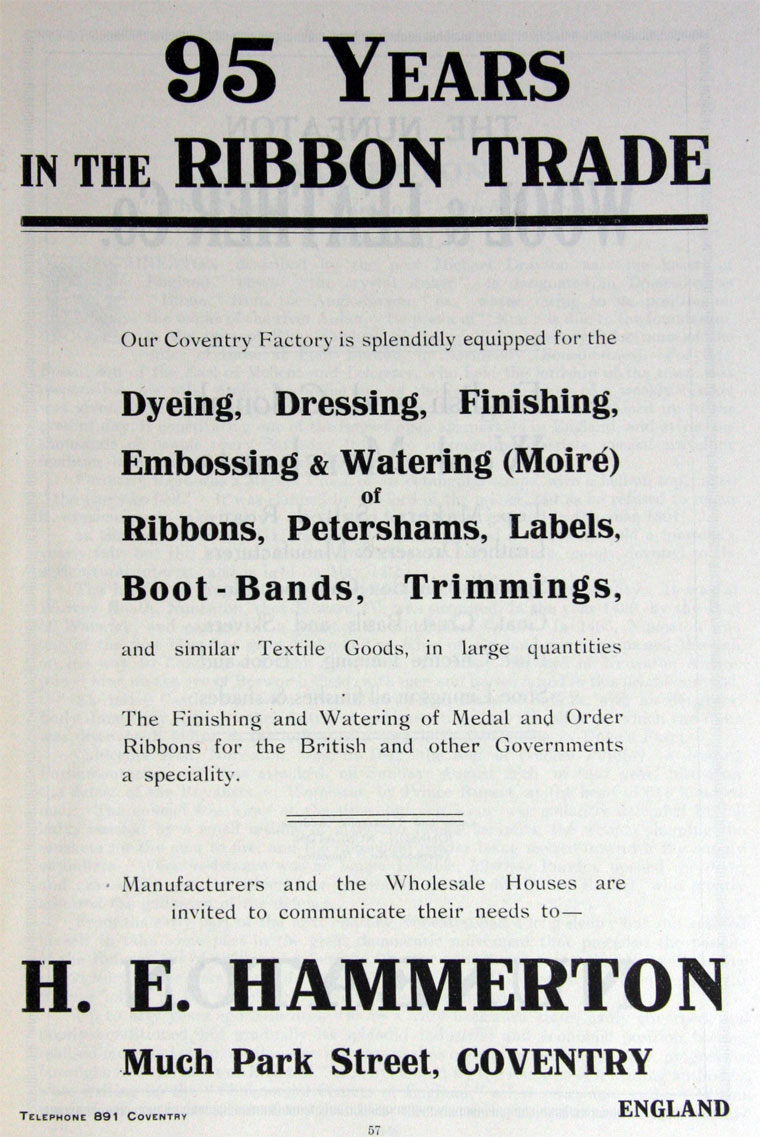 95 YEARS
IN THE RIBBON TRADE
Our Coventry Factory is splendidly equipped for the
Dyeing, Dressing, Finishing,
Embossing & Watering (Moiré)
of
Ribbons, Petershams, Labels,
Boot-Bands, Trimmings,
and similar Textile Goods, in large quantities
The Finishing and Watering of Medal and Order
Ribbons for the British and other Governments
a speciality.
Manufacturers and the Wholesale Houses are
invited to communicate their needs to—
H. E. HAMMERTON
Much Park Street, COVENTRY
ENGLAND
TELEPHONE 891 COVENTRY
57